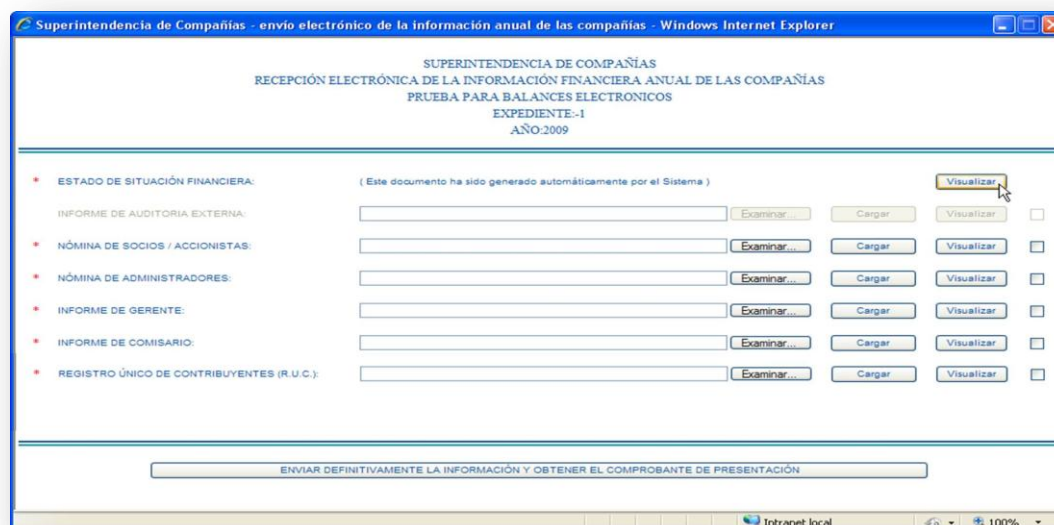 Superintendencia de Compañías - envío electrónico de la información anual de las compañías - Windows Internet Explorer
SUPERINTENDENCIA DE COMPAÑÍAS
RECEPCIÓN ELECTRÓNICA DE LA INFORMACIÓN FINANCIERA ANUAL DE LAS COMPAÑÍAS
PRUEBA PARA BALANCES ELECTRONICOS
EXPEDIENTE:-1
AÑO:2009
* ESTADO DE SITUACIÓN FINANCIERA: ( Este documento ha sido generado automáticamente por el Sistema ) Visualizar
INFORME DE AUDITORIA EXTERNA: Examinar... Cargar Visualizar
* NÓMINA DE SOCIOS / ACCIONISTAS: Examinar... Cargar Visualizar
* NÓMINA DE ADMINISTRADORES: Examinar... Cargar Visualizar
* INFORME DE GERENTE: Examinar... Cargar Visualizar
* INFORME DE COMISARIO: Examinar... Cargar Visualizar
* REGISTRO ÚNICO DE CONTRIBUYENTES (R.U.C.): Examinar... Cargar Visualizar
ENVIAR DEFINITIVAMENTE LA INFORMACIÓN Y OBTENER EL COMPROBANTE DE PRESENTACIÓN
Intranet local 100%